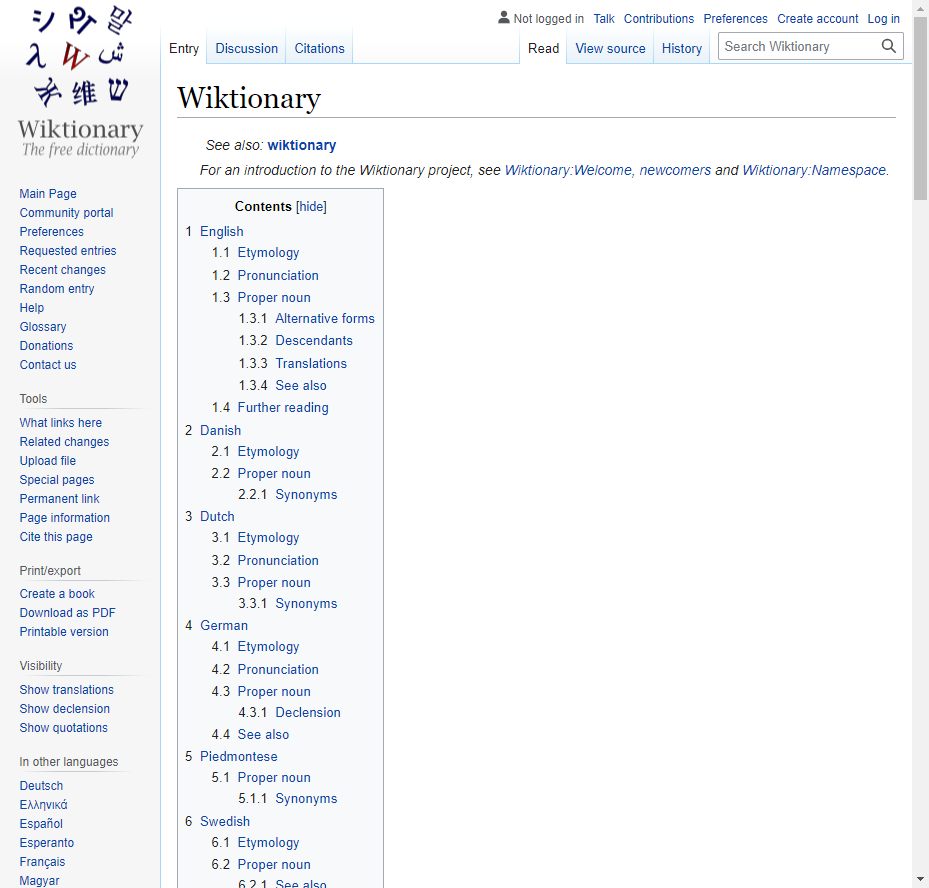 Not logged in Talk Contributions Preferences Create account Log in
Entry Discussion Citations Read View source History Search Wiktionary
シ Ψ 말
λ W ش
维 ש
Wiktionary
The free dictionary
Main Page
Community portal
Preferences
Requested entries
Recent changes
Random entry
Help
Glossary
Donations
Contact us
Tools
What links here
Related changes
Upload file
Special pages
Permanent link
Page information
Cite this page
Print/export
Create a book
Download as PDF
Printable version
Visibility
Show translations
Show declension
Show quotations
In other languages
Deutsch
Ελληνικά
Español
Esperanto
Français
Magyar
Wiktionary
See also: wiktionary
For an introduction to the Wiktionary project, see Wiktionary:Welcome, newcomers and Wiktionary:Namespace.
Contents [hide]
1 English
1.1 Etymology
1.2 Pronunciation
1.3 Proper noun
1.3.1 Alternative forms
1.3.2 Descendants
1.3.3 Translations
1.3.4 See also
1.4 Further reading
2 Danish
2.1 Etymology
2.2 Proper noun
2.2.1 Synonyms
3 Dutch
3.1 Etymology
3.2 Pronunciation
3.3 Proper noun
3.3.1 Synonyms
4 German
4.1 Etymology
4.2 Pronunciation
4.3 Proper noun
4.3.1 Declension
4.4 See also
5 Piedmontese
5.1 Proper noun
5.1.1 Synonyms
6 Swedish
6.1 Etymology
6.2 Proper noun
6.2.1 See also